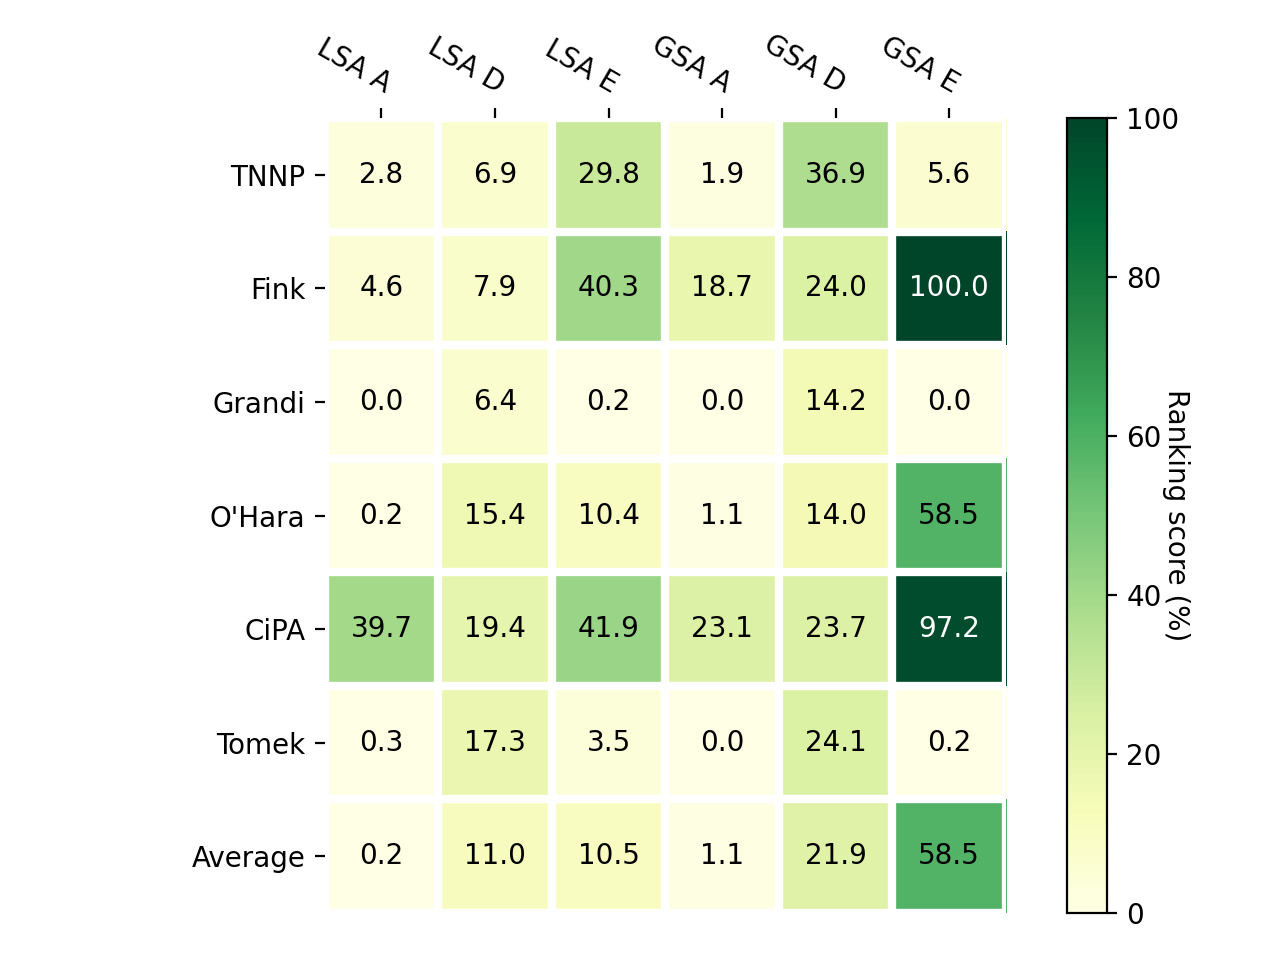 LSA A LSA D LSA E GSA A GSA D GSA E
TNNP 2.8 6.9 29.8 1.9 36.9 5.6
Fink 4.6 7.9 40.3 18.7 24.0 100.0
Grandi 0.0 6.4 0.2 0.0 14.2 0.0
O'Hara 0.2 15.4 10.4 1.1 14.0 58.5
CiPA 39.7 19.4 41.9 23.1 23.7 97.2
Tomek 0.3 17.3 3.5 0.0 24.1 0.2
Average 0.2 11.0 10.5 1.1 21.9 58.5
100
80
60
40
20
0
Ranking score (%)